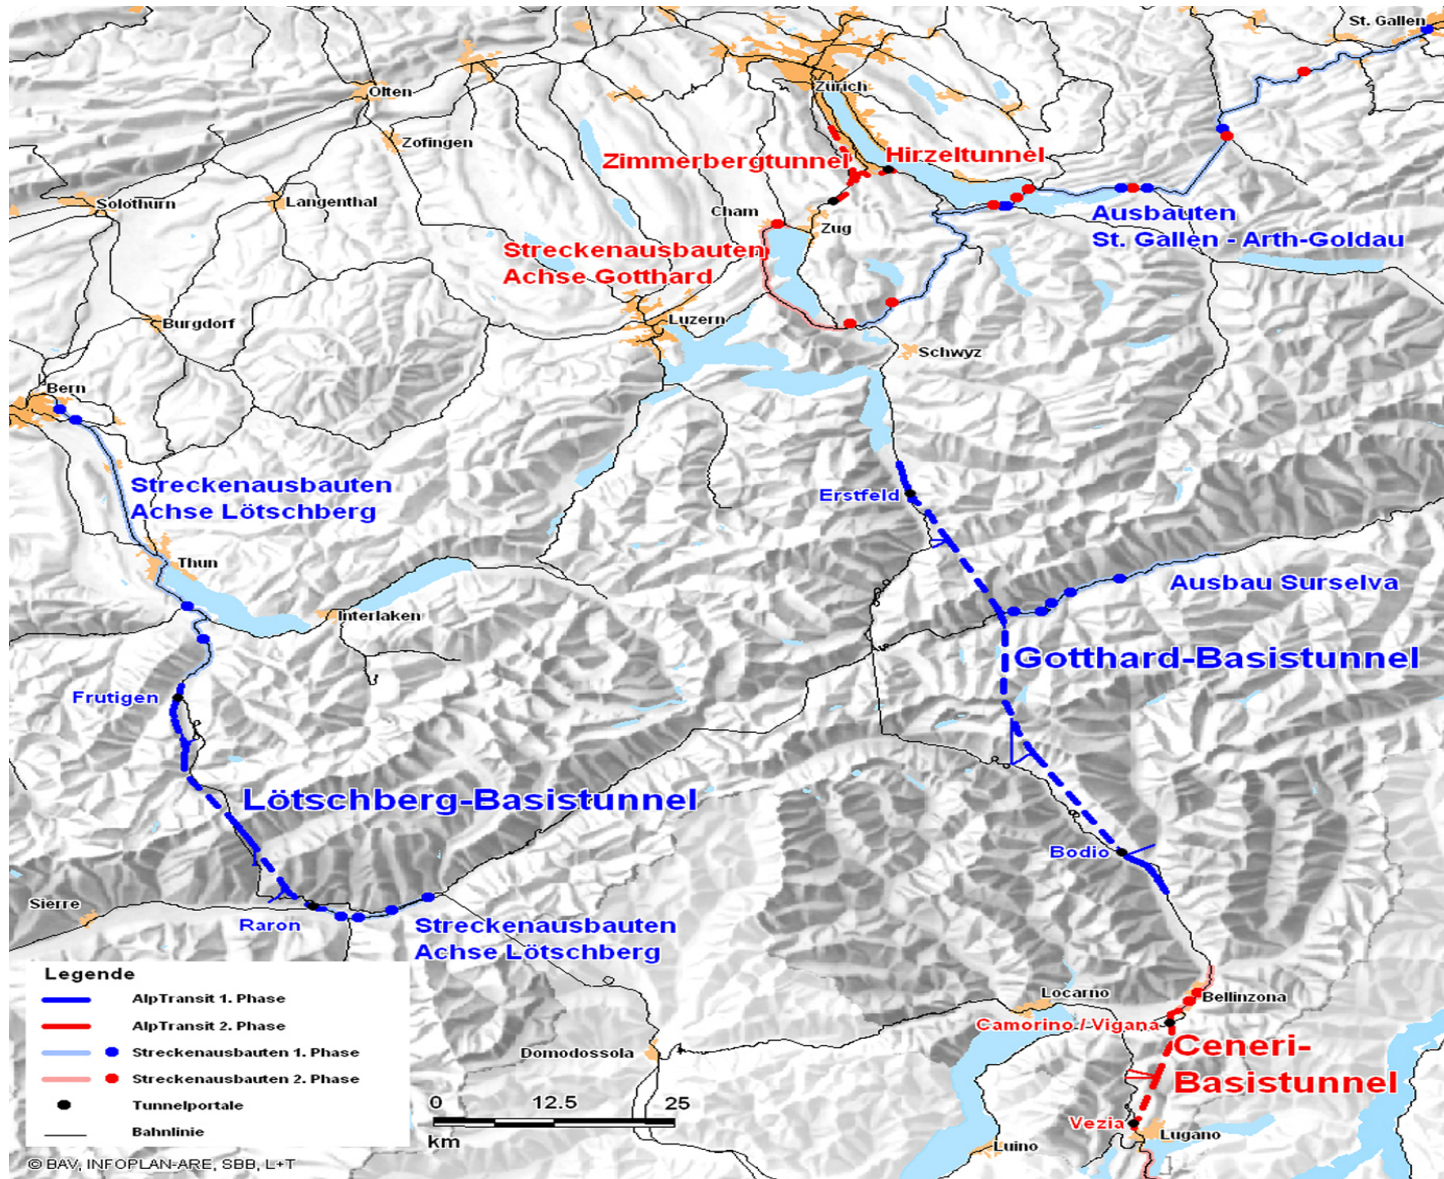 St. Gallen
Olten
Zürich
Zofingen
Zimmerbergtunnel
Hirzeltunnel
Solothurn
Langenthal
Cham
Zug
Ausbauten
St. Gallen - Arth-Goldau
Streckenausbauten
Achse Gotthard
Burgdorf
Luzern
Schwyz
Bern
Streckenausbauten
Achse Lötschberg
Erstfeld
Thun
Ausbau Surselva
Interlaken
Gotthard-Basistunnel
Frutigen
Lötschberg-Basistunnel
Bodio
Sierre
Raron
Streckenausbauten
Achse Lötschberg
Legende
AlpTransit 1. Phase
AlpTransit 2. Phase
Streckenausbauten 1. Phase
Streckenausbauten 2. Phase
Tunnelportale
Bahnlinie
Locarno
Bellinzona
Camorino / Vigana
Domodossola
Ceneri-
Basistunnel
0 12.5 25
km
Vezia
Lugano
Luino
© BAV, INFOPLAN-ARE, SBB, L+T